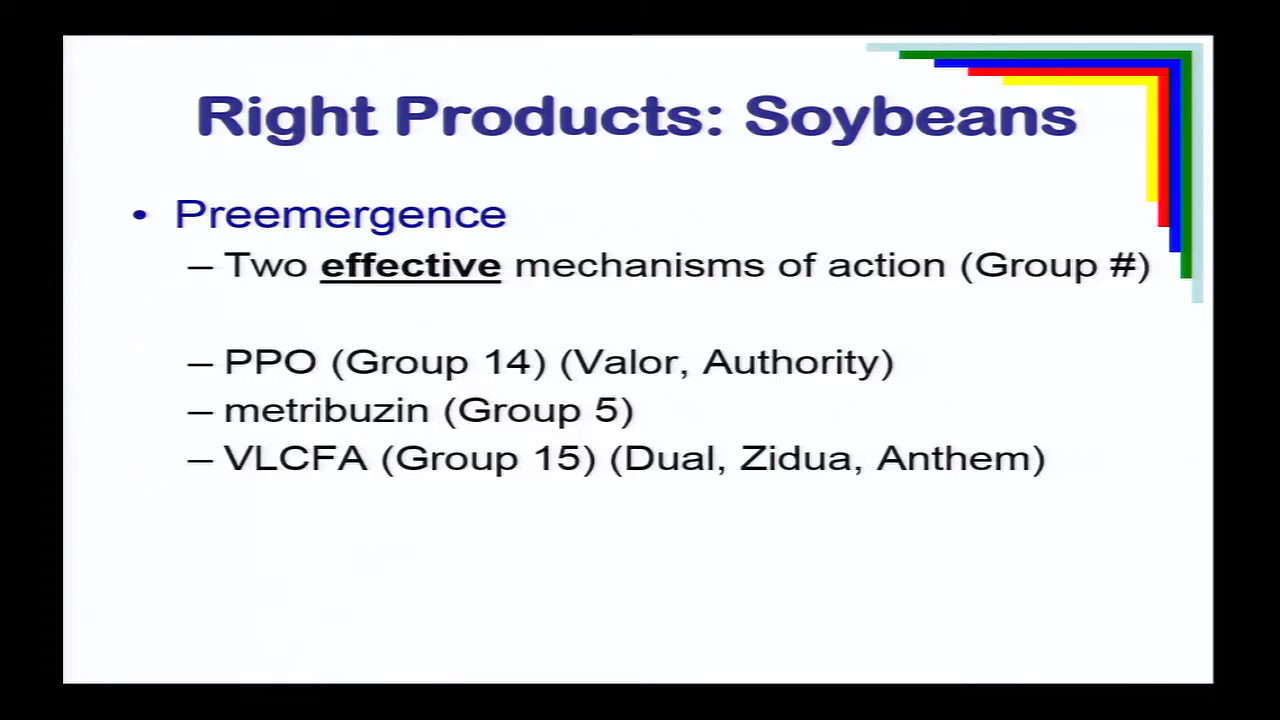 Right Products: Soybeans
• Preemergence
– Two effective mechanisms of action (Group #)
– PPO (Group 14) (Valor, Authority)
– metribuzin (Group 5)
– VLCFA (Group 15) (Dual, Zidua, Anthem)